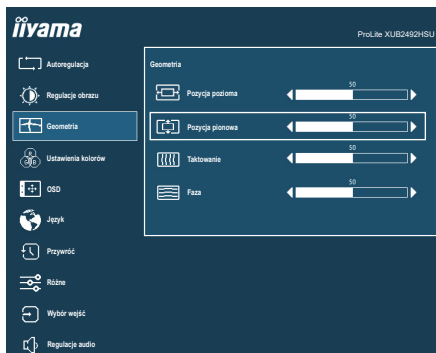 iiyama
ProLite XUB2492HSU
Autoregulacja
Regulacje obrazu
Geometria
Ustawienia kolorów
R
G B
OSD
Język
Przywróć
Różne
Wybór wejść
Regulacje audio
Geometria
50
Pozycja pozioma
50
Pozycja pionowa
50
Taktowanie
50
Faza